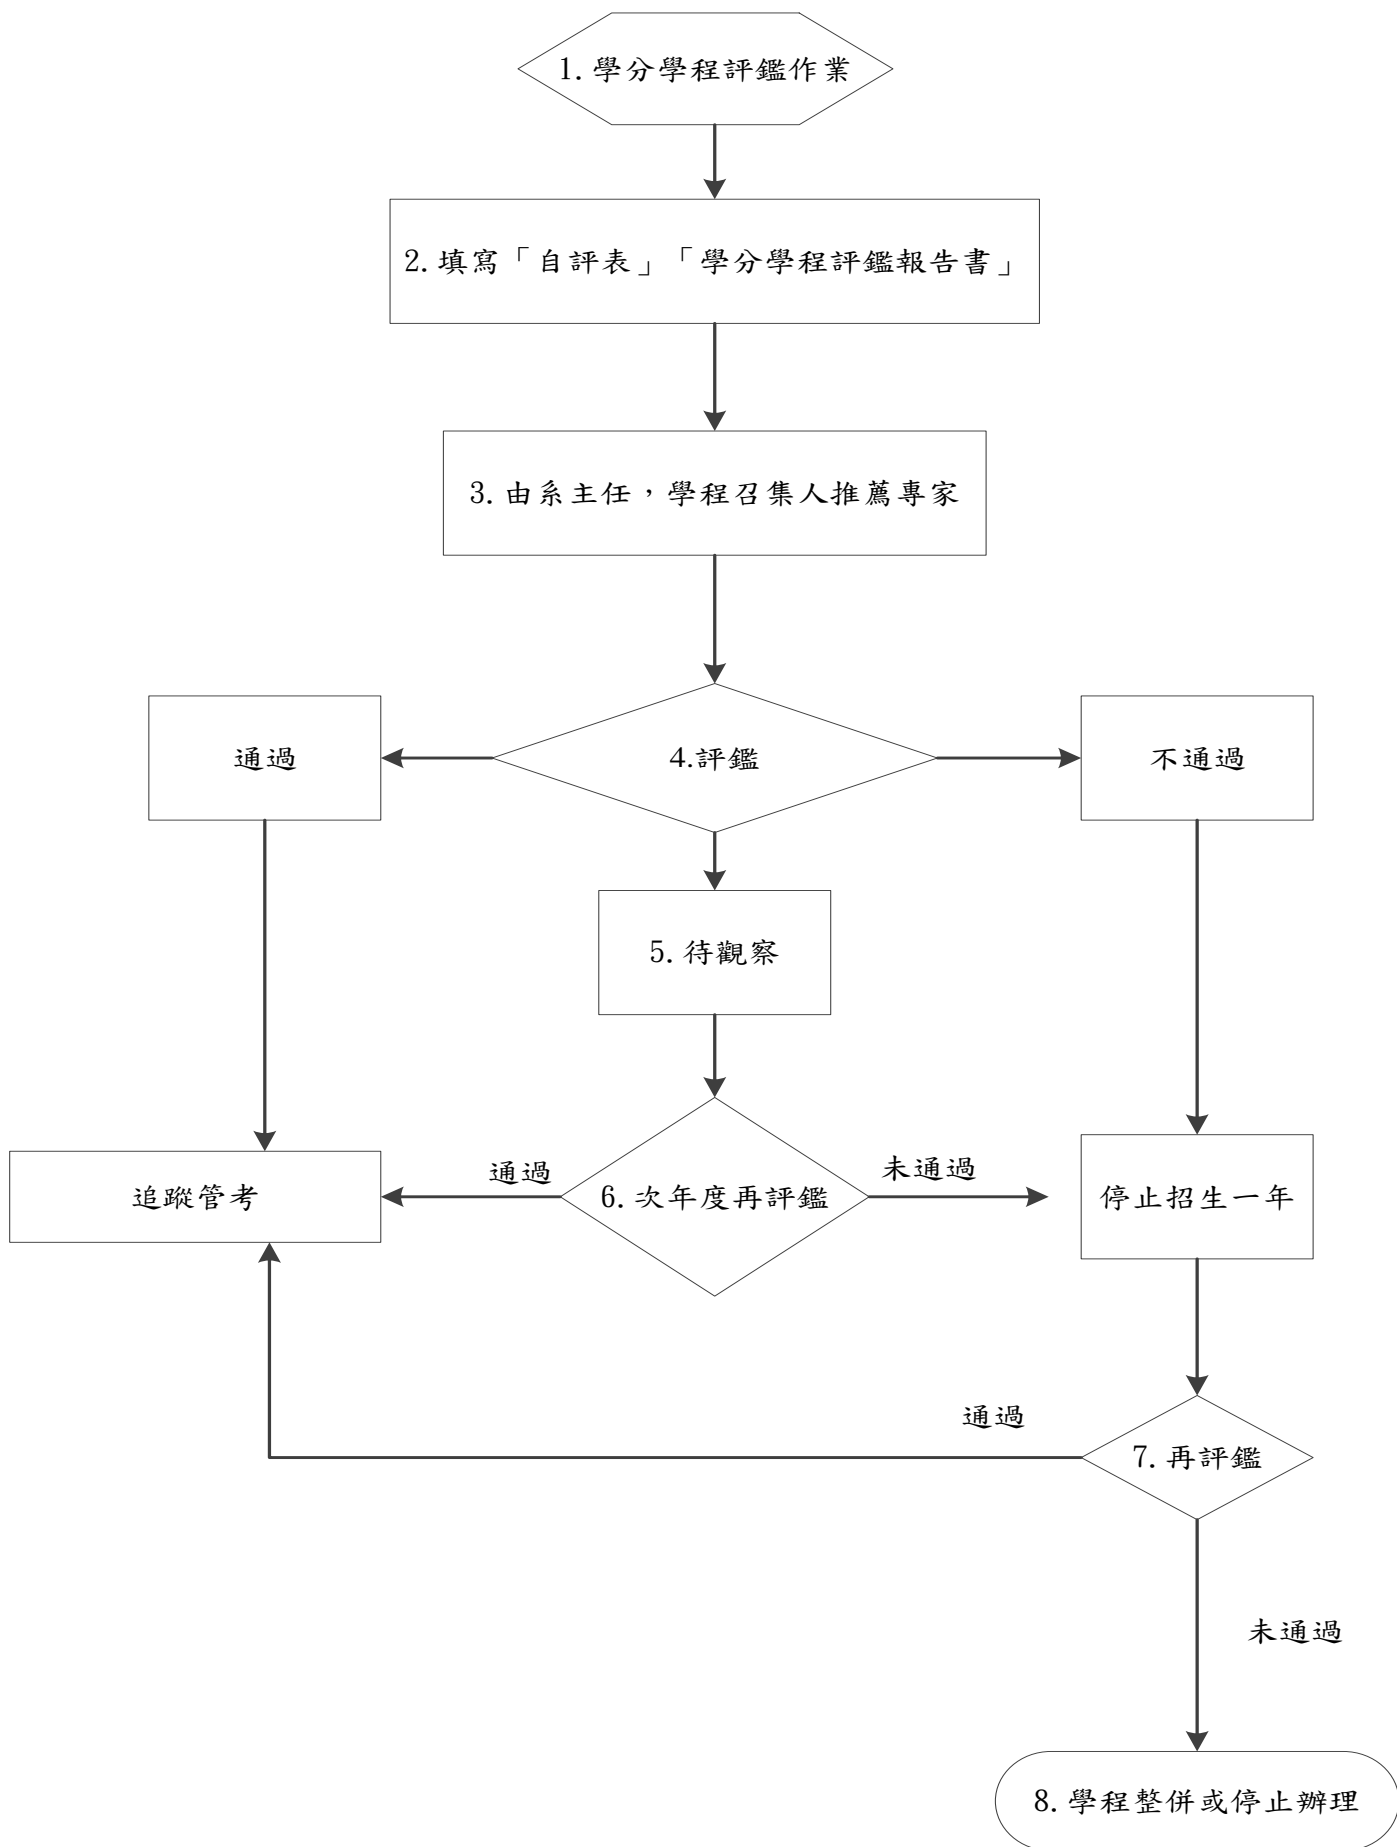 1.學分學程評鑑作業
2.填寫「自評表」「學分學程評鑑報告書」
3.由系主任，學程召集人推薦專家
通過
4.評鑑
不通過
5.待觀察
通過
未通過
追蹤管考
6.次年度再評鑑
停止招生一年
通過
7.再評鑑
未通過
8.學程整併或停止辦理